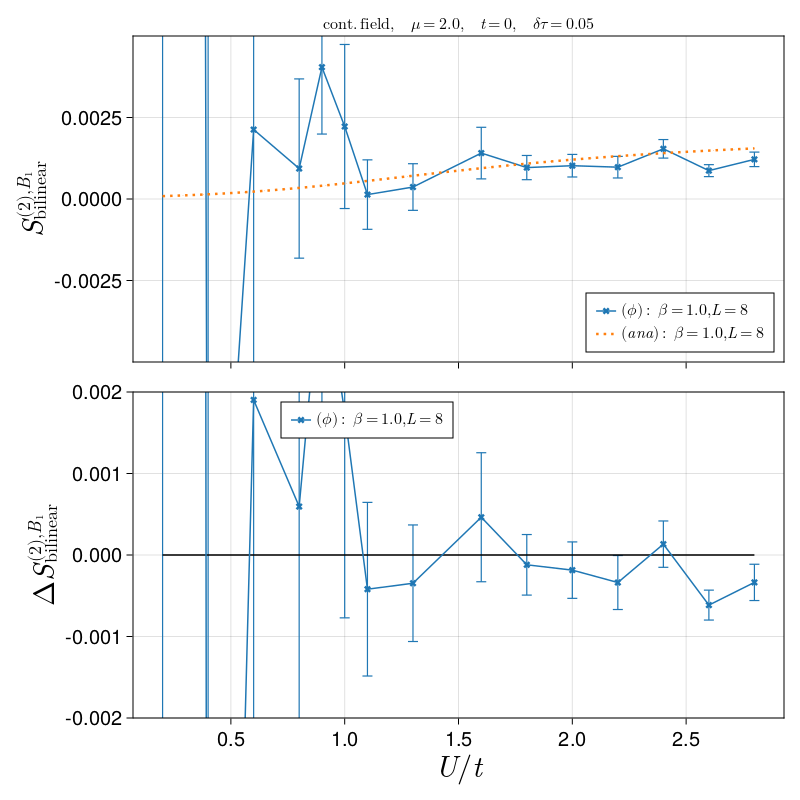 cont. field, μ = 2.0, t = 0, δτ = 0.05
S^{(2),B_1}_{bilinear}
0.0025
0.0000
-0.0025
(ϕ) : β = 1.0, L = 8
(ana) : β = 1.0, L = 8
ΔS^{(2),B_1}_{bilinear}
0.002
0.001
0.000
-0.001
-0.002
(ϕ) : β = 1.0, L = 8
0.5 1.0 1.5 2.0 2.5
U/t